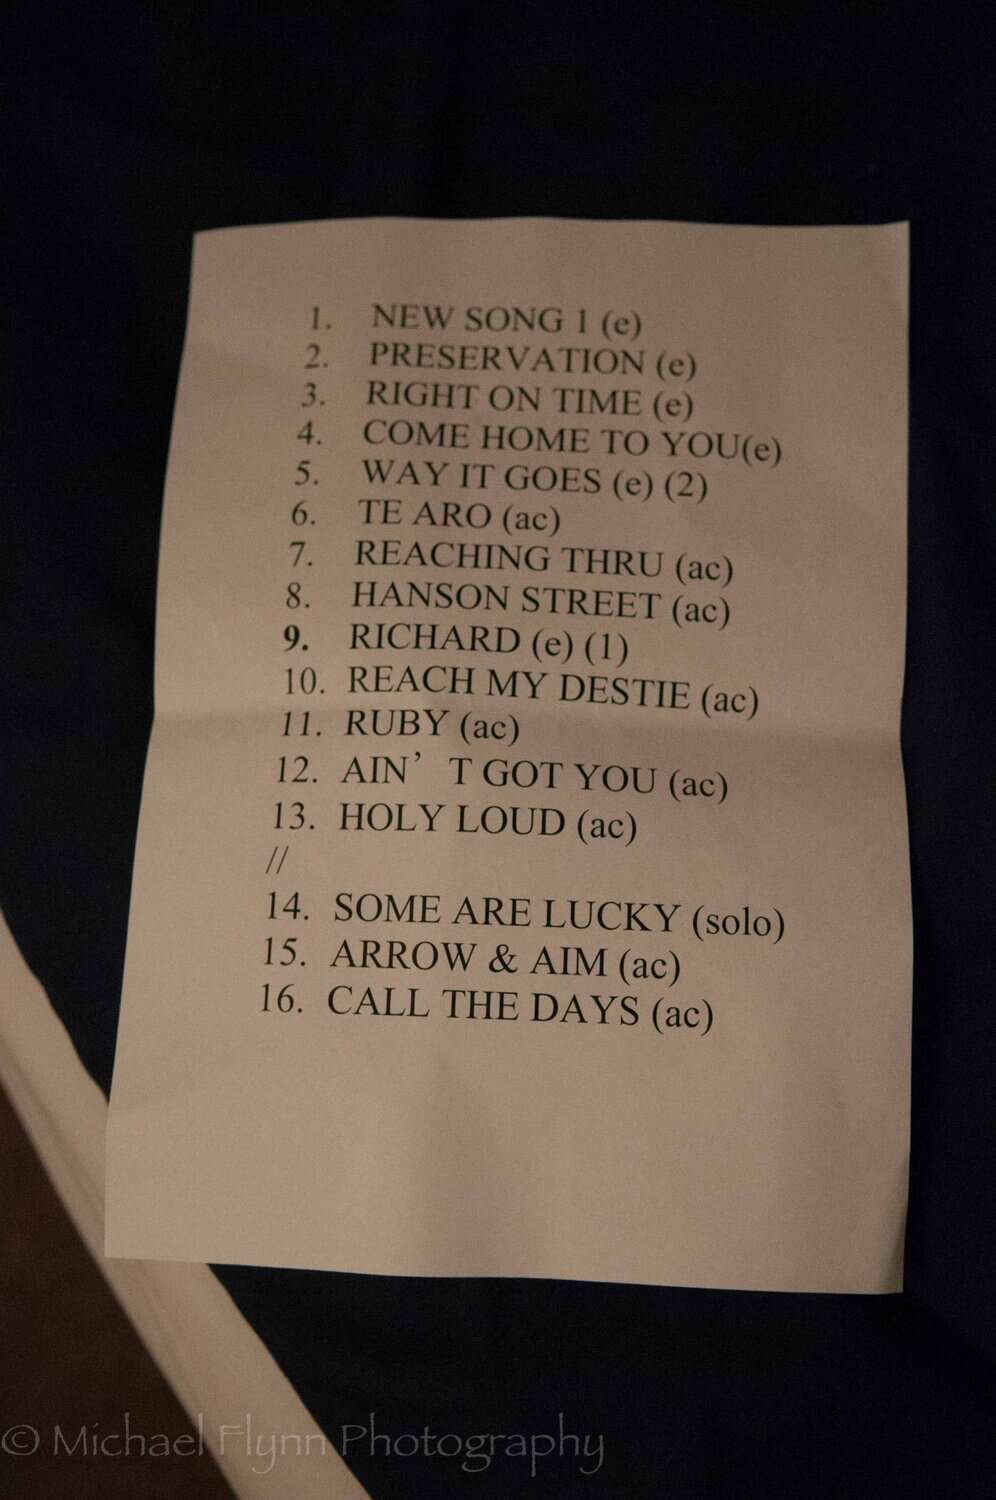 1. NEW SONG 1 (e)
2. PRESERVATION (e)
3. RIGHT ON TIME (e)
4. COME HOME TO YOU(e)
5. WAY IT GOES (e) (2)
6. TE ARO (ac)
7. REACHING THRU (ac)
8. HANSON STREET (ac)
9. RICHARD (e) (1)
10. REACH MY DESTIE (ac)
11. RUBY (ac)
12. AIN’ T GOT YOU (ac)
13. HOLY LOUD (ac)
//
14. SOME ARE LUCKY (solo)
15. ARROW & AIM (ac)
16. CALL THE DAYS (ac)
© Michael Flynn Photography